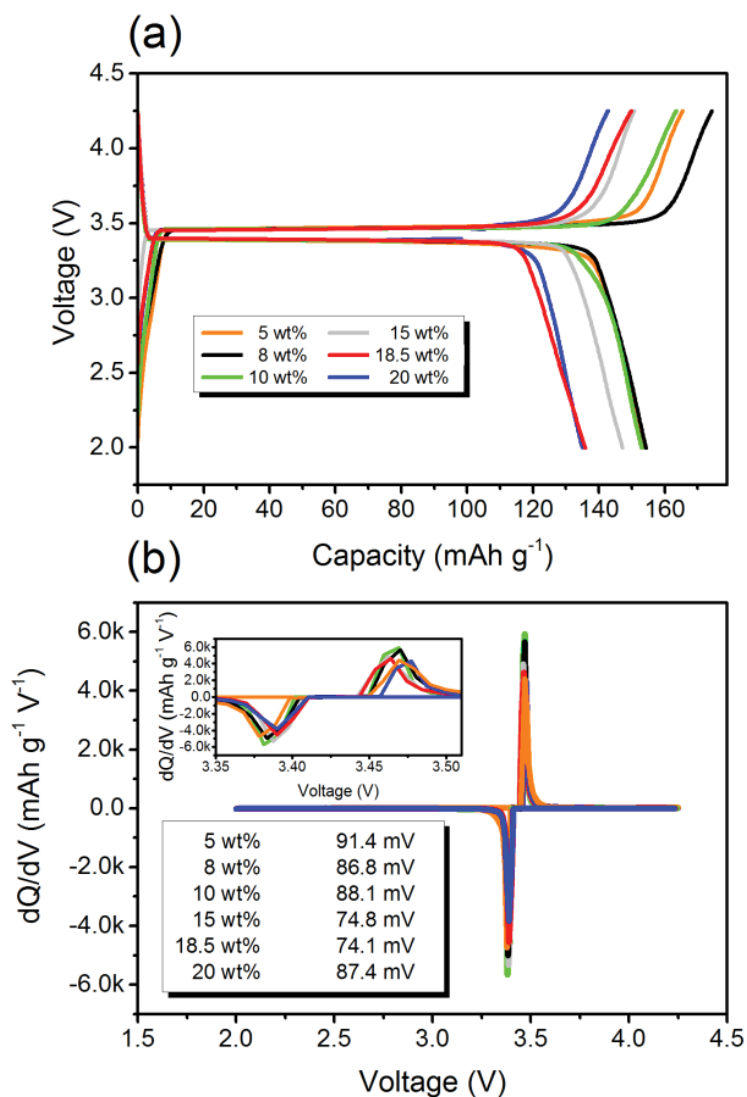 (a)
4.5
4.0
3.5
3.0
2.5
2.0
Voltage (V)
5 wt% 15 wt%
8 wt% 18.5 wt%
10 wt% 20 wt%
0 20 40 60 80 100 120 140 160
Capacity (mAh g⁻¹)
(b)
6.0k
4.0k
2.0k
0.0
-2.0k
-4.0k
-6.0k
dQ/dV (mAh g⁻¹ V⁻¹)
6.0k
4.0k
2.0k
0.0
-2.0k
-4.0k
-6.0k
dQ/dV (mAh g⁻¹ V⁻¹)
3.35 3.40 3.45 3.50
Voltage (V)
5 wt% 91.4 mV
8 wt% 86.8 mV
10 wt% 88.1 mV
15 wt% 74.8 mV
18.5 wt% 74.1 mV
20 wt% 87.4 mV
1.5 2.0 2.5 3.0 3.5 4.0 4.5
Voltage (V)